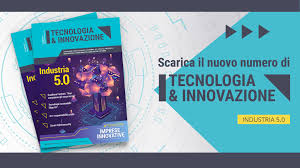 TECNOLOGIA
& INNOVAZIONE
Industria
5.0
IMPRESE
INNOVATIVE
Scarica il nuovo numero di
TECNOLOGIA
& INNOVAZIONE
INDUSTRIA 5.0